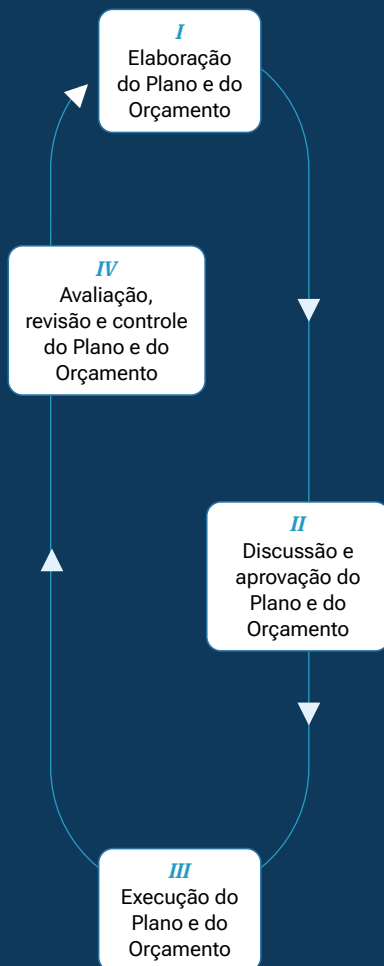 I
Elaboração
do Plano e do
Orçamento
IV
Avaliação,
revisão e controle
do Plano e do
Orçamento
II
Discussão e
aprovação do
Plano e do
Orçamento
III
Execução do
Plano e do
Orçamento